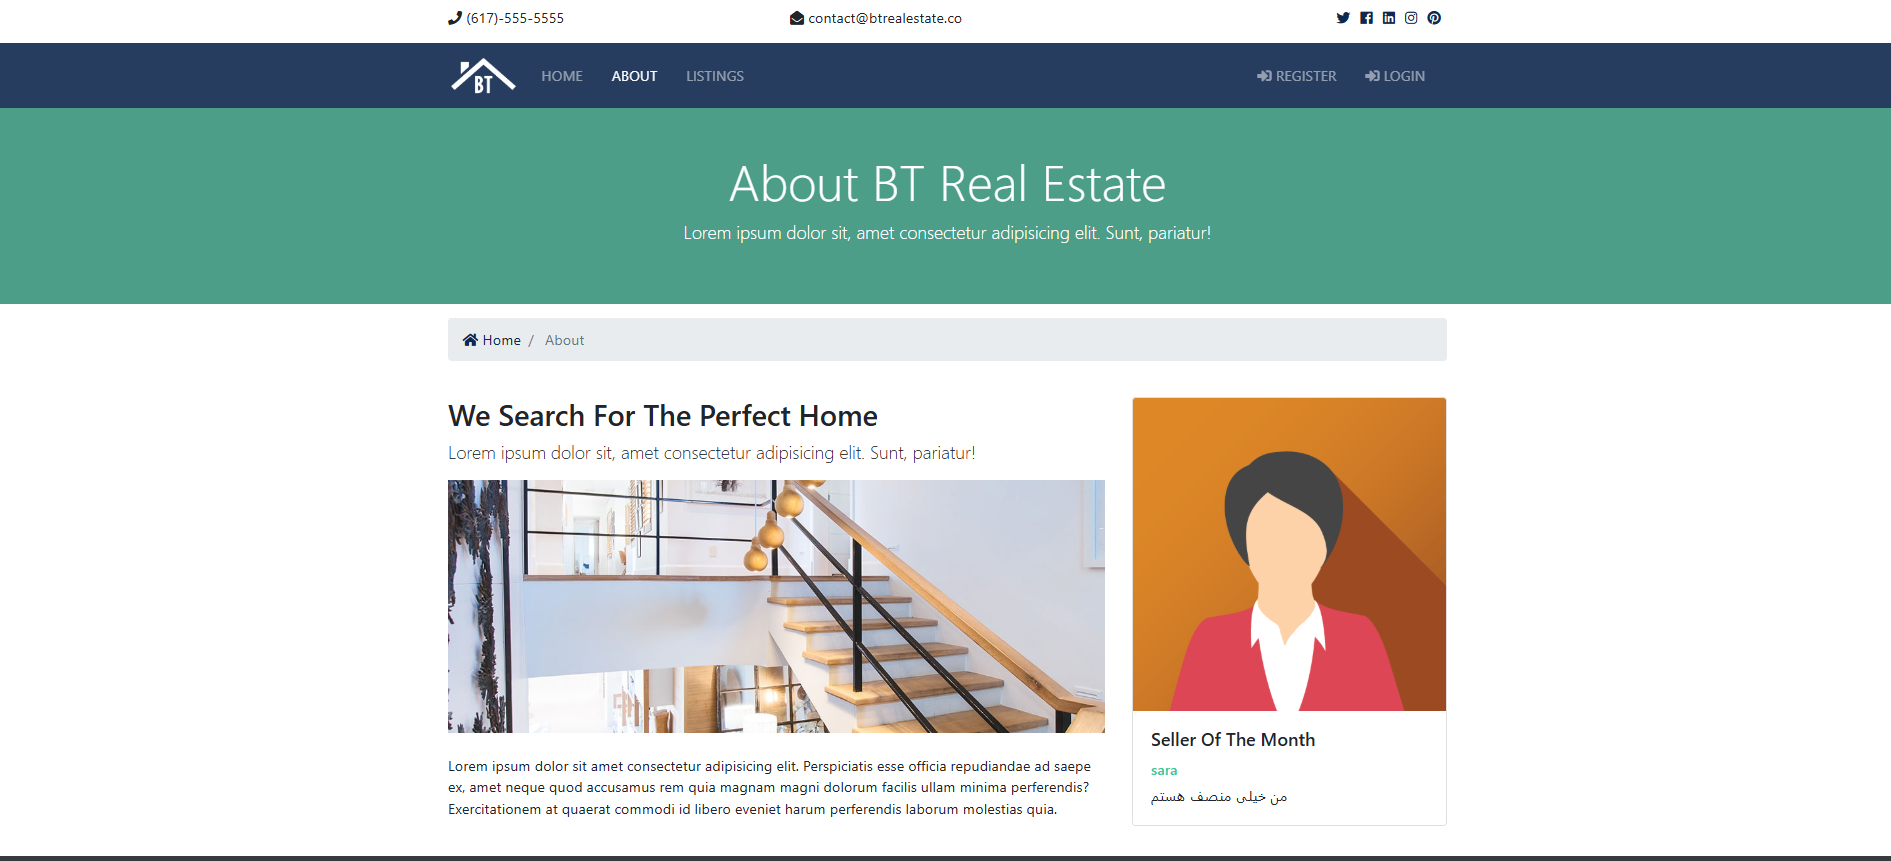 (617)-555-5555
contact@btrealestate.co
BT
HOME
ABOUT
LISTINGS
REGISTER
LOGIN
About BT Real Estate
Lorem ipsum dolor sit, amet consectetur adipisicing elit. Sunt, pariatur!
Home / About
We Search For The Perfect Home
Lorem ipsum dolor sit, amet consectetur adipisicing elit. Sunt, pariatur!
Lorem ipsum dolor sit amet consectetur adipisicing elit. Perspiciatis esse officia repudiandae ad saepe
ex, amet neque quod accusamus rem quia magnam magni dolorum facilis ullam minima perferendis?
Exercitationem at quaerat commodi id libero eveniet harum perferendis laborum molestias quia.
Seller Of The Month
sara
من خیلی منصف هستم